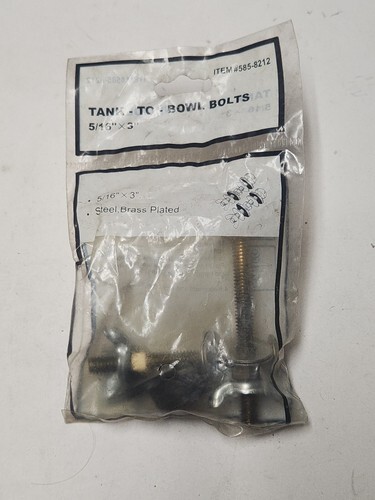 ITEM#585-8212
TANK - TO - BOWL BOLTS
5/16" × 3"
• 5/16" × 3"
• Steel Brass Plated